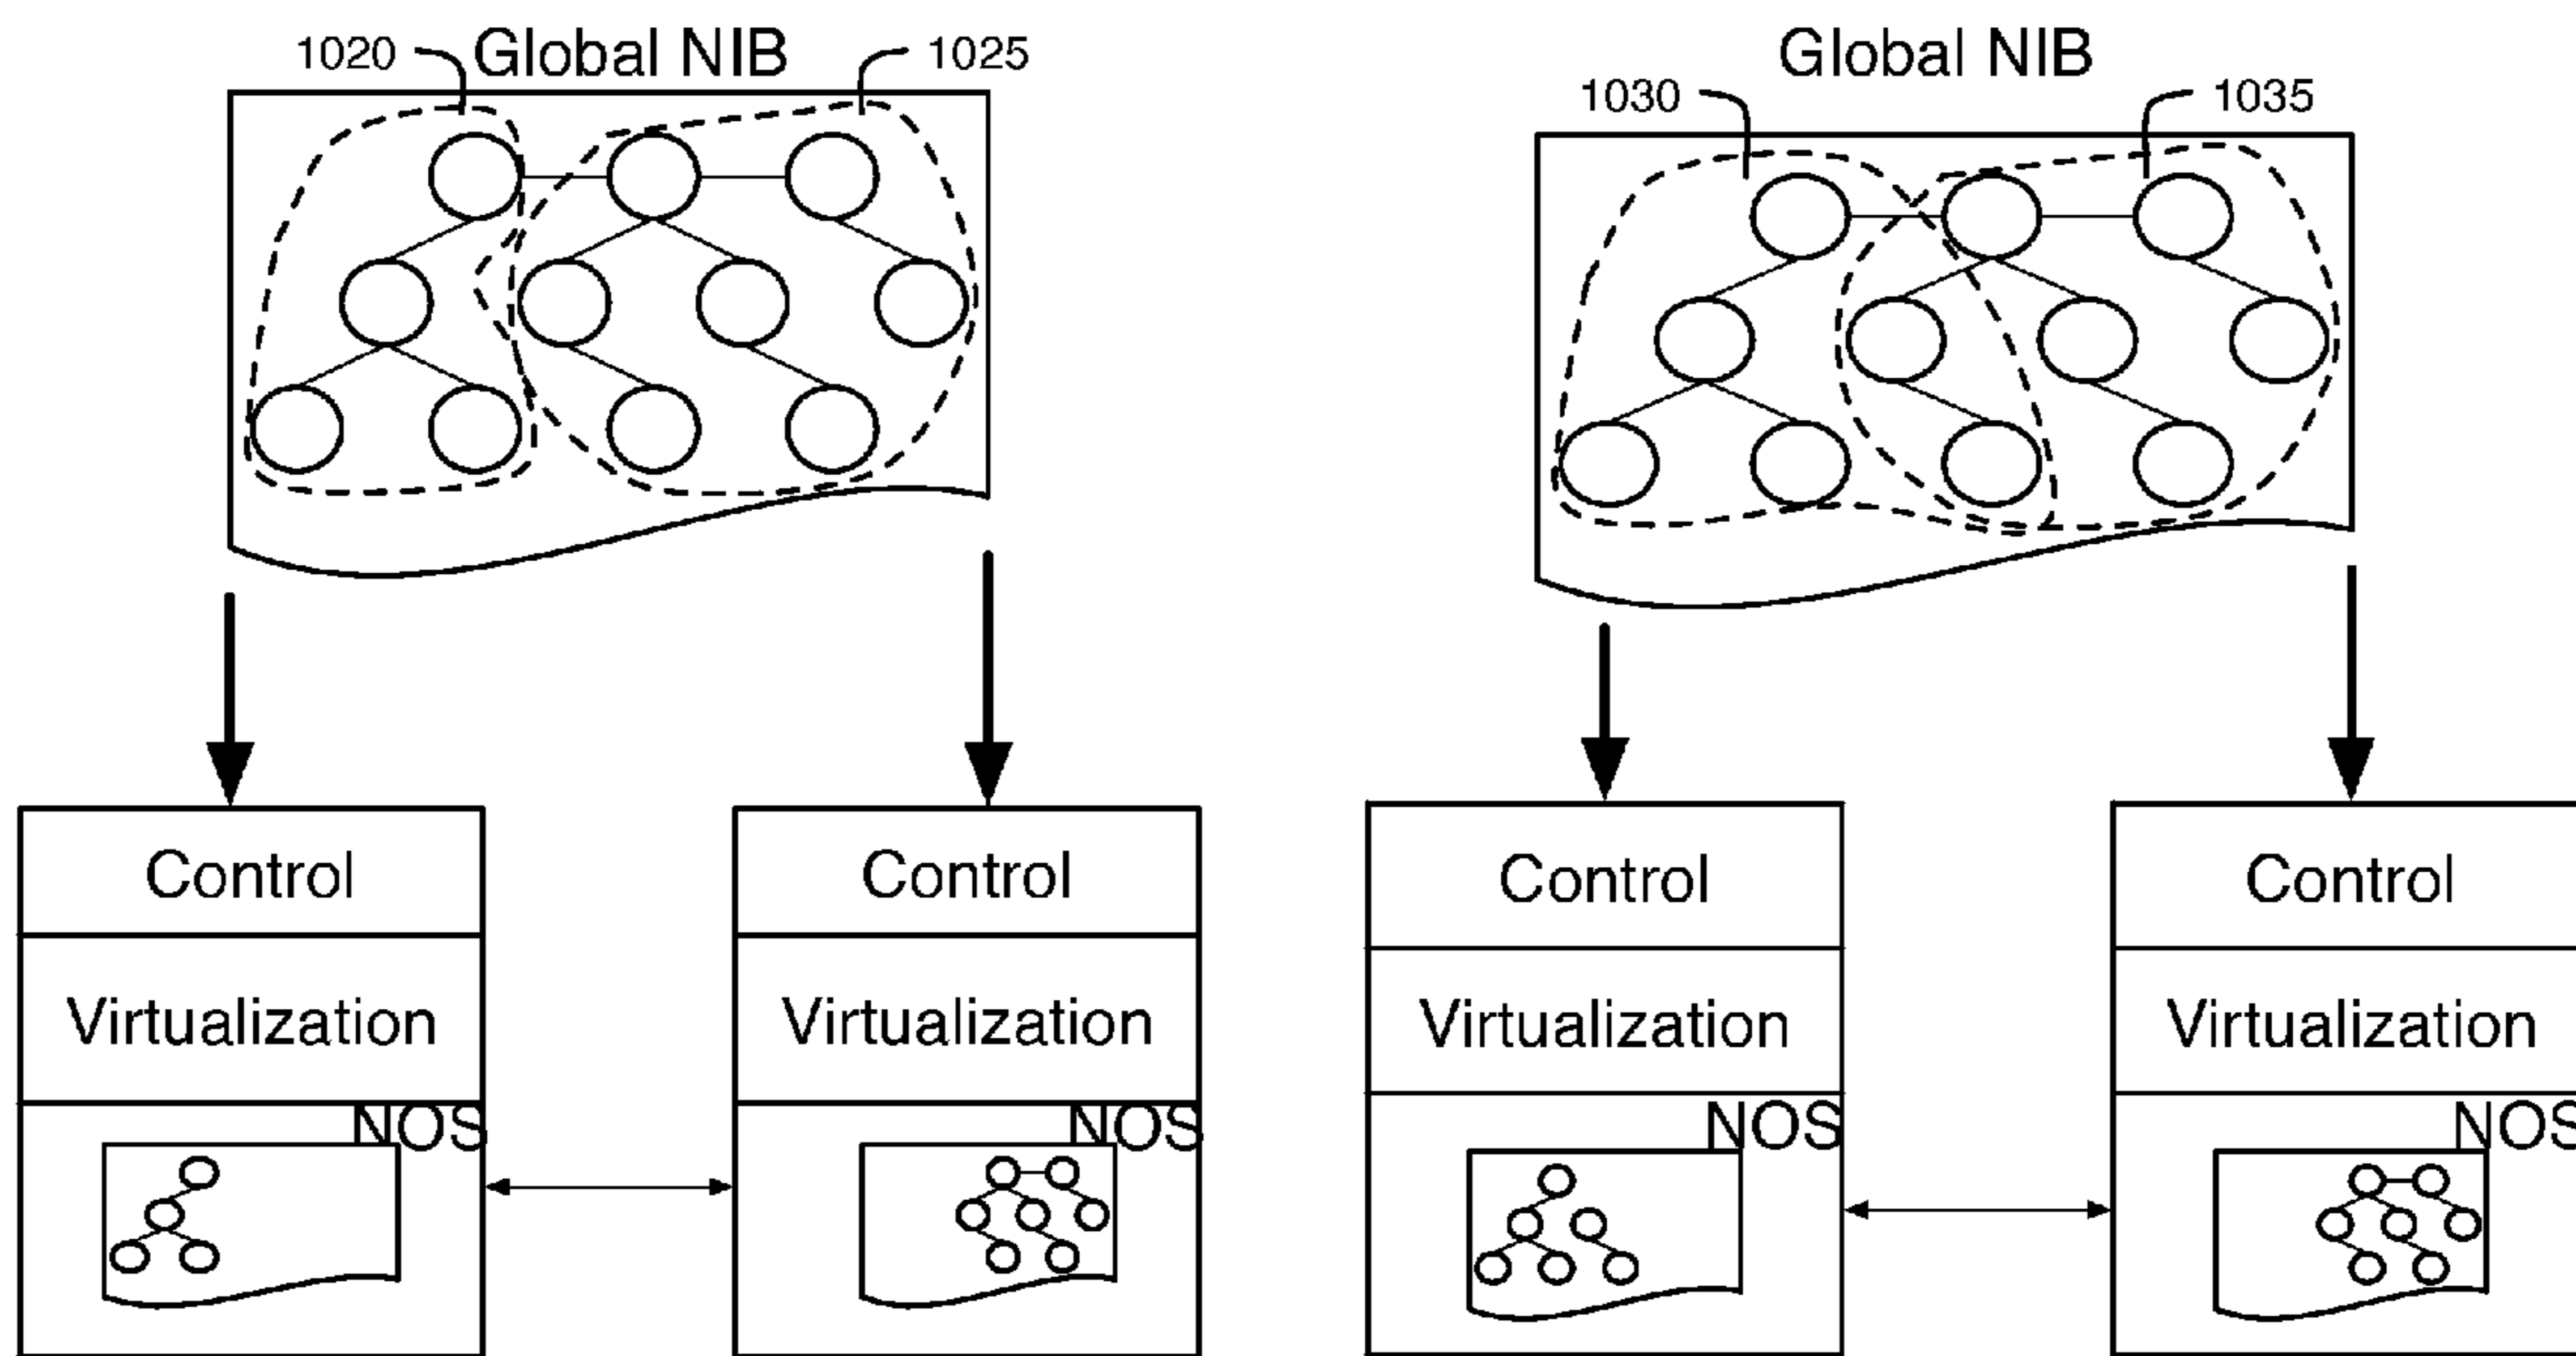 1020 Global NIB 1025
Global NIB
1030 1035
Control Control
Virtualization Virtualization
NOS NOS
Control Control
Virtualization Virtualization
NOS NOS